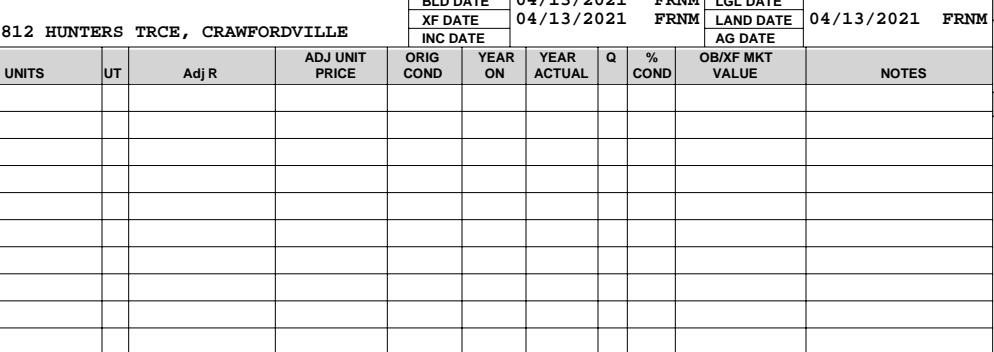 BLD DATE 04/13/2021 FRNM LGL DATE
XF DATE 04/13/2021 FRNM LAND DATE 04/13/2021 FRNM
812 HUNTERS TRCE, CRAWFORDVILLE
INC DATE AG DATE
UNITS UT Adj R ADJ UNIT PRICE ORIG COND YEAR ON YEAR ACTUAL Q % COND OB/XF MKT VALUE NOTES